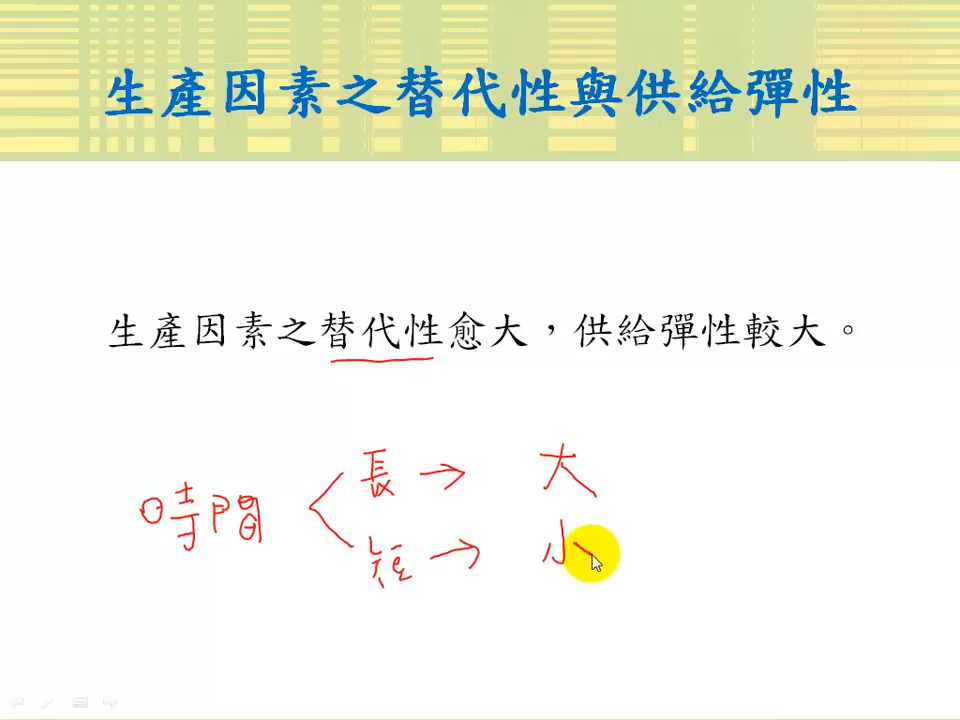 生產因素之替代性與供給彈性
生產因素之替代性愈大，供給彈性較大。
時間
長 → 大
短 → 小